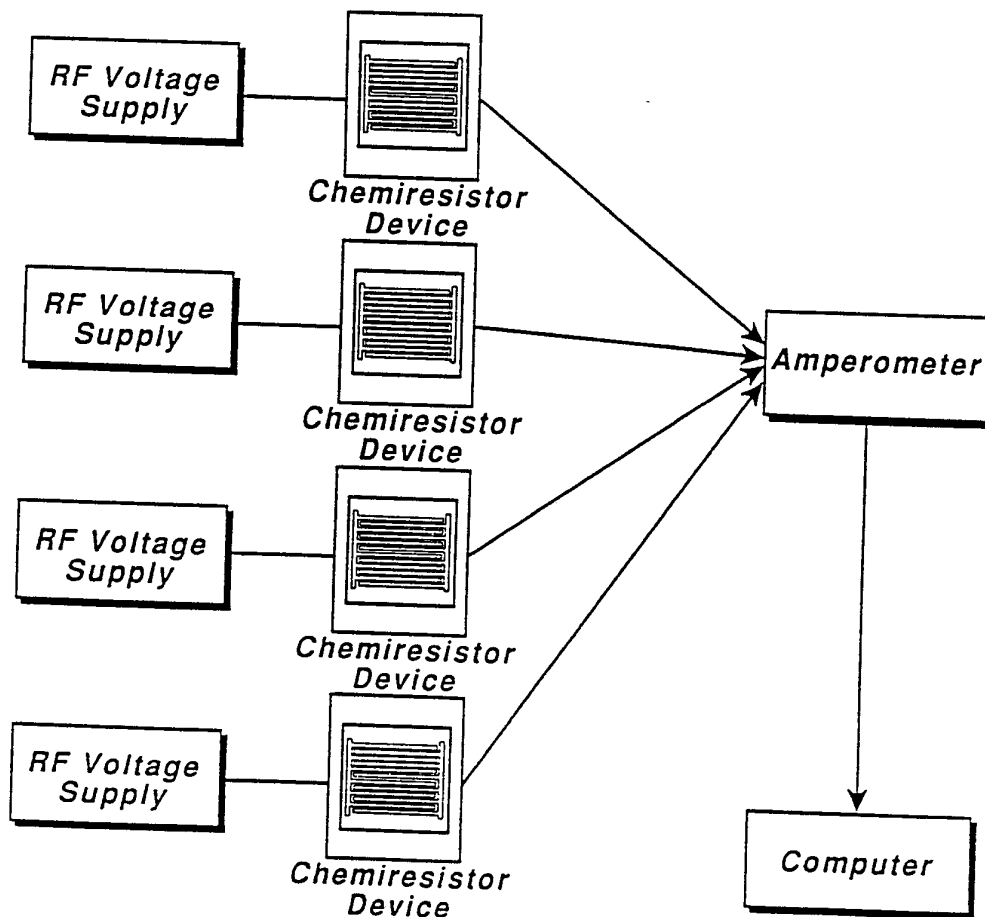 RF Voltage
Supply
Chemiresistor
Device
RF Voltage
Supply
Chemiresistor
Device
Amperometer
RF Voltage
Supply
Chemiresistor
Device
RF Voltage
Supply
Chemiresistor
Device
Computer